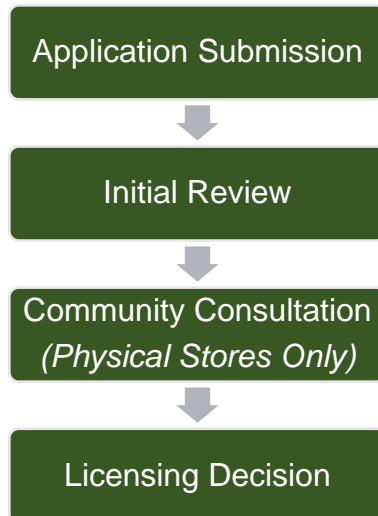 Application Submission
Initial Review
Community Consultation
(Physical Stores Only)
Licensing Decision